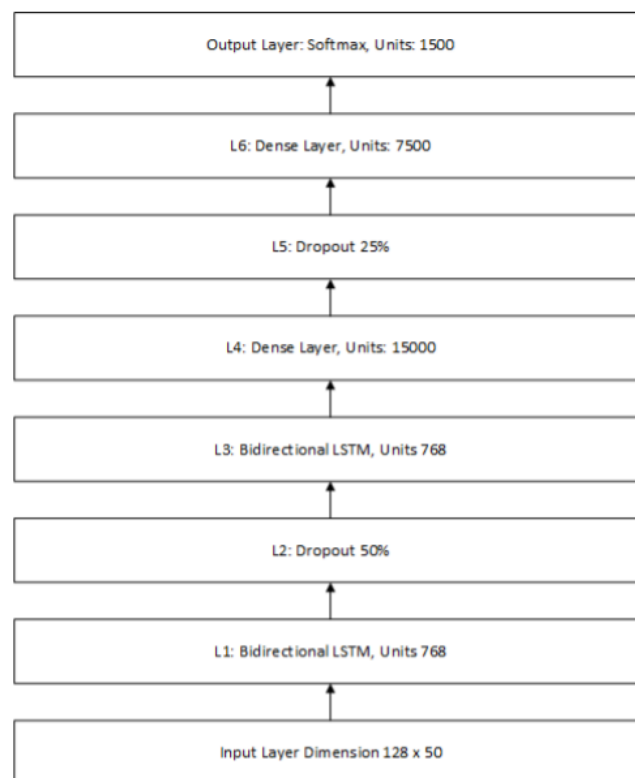 Output Layer: Softmax, Units: 1500
L6: Dense Layer, Units: 7500
L5: Dropout 25%
L4: Dense Layer, Units: 15000
L3: Bidirectional LSTM, Units 768
L2: Dropout 50%
L1: Bidirectional LSTM, Units 768
Input Layer Dimension 128 x 50